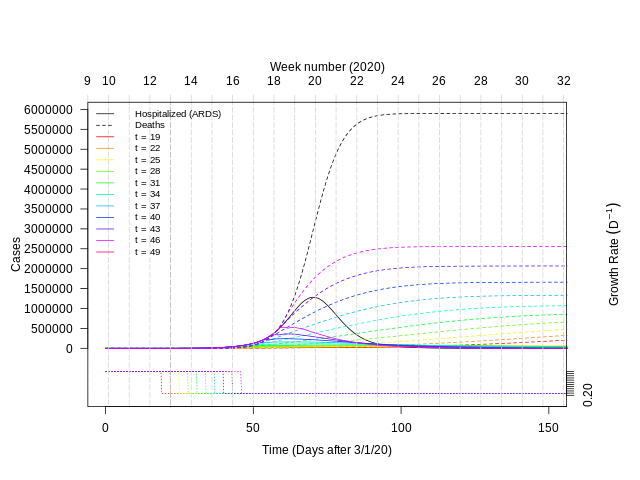 Week number (2020)
9 10 12 14 16 18 20 22 24 26 28 30 32
6000000
5500000
5000000
4500000
4000000
3500000
3000000
2500000
2000000
1500000
1000000
500000
0
Cases
Hospitalized (ARDS)
Deaths
t = 19
t = 22
t = 25
t = 28
t = 31
t = 34
t = 37
t = 40
t = 43
t = 46
t = 49
Growth Rate (D⁻¹)
0.20
0 50 100 150
Time (Days after 3/1/20)